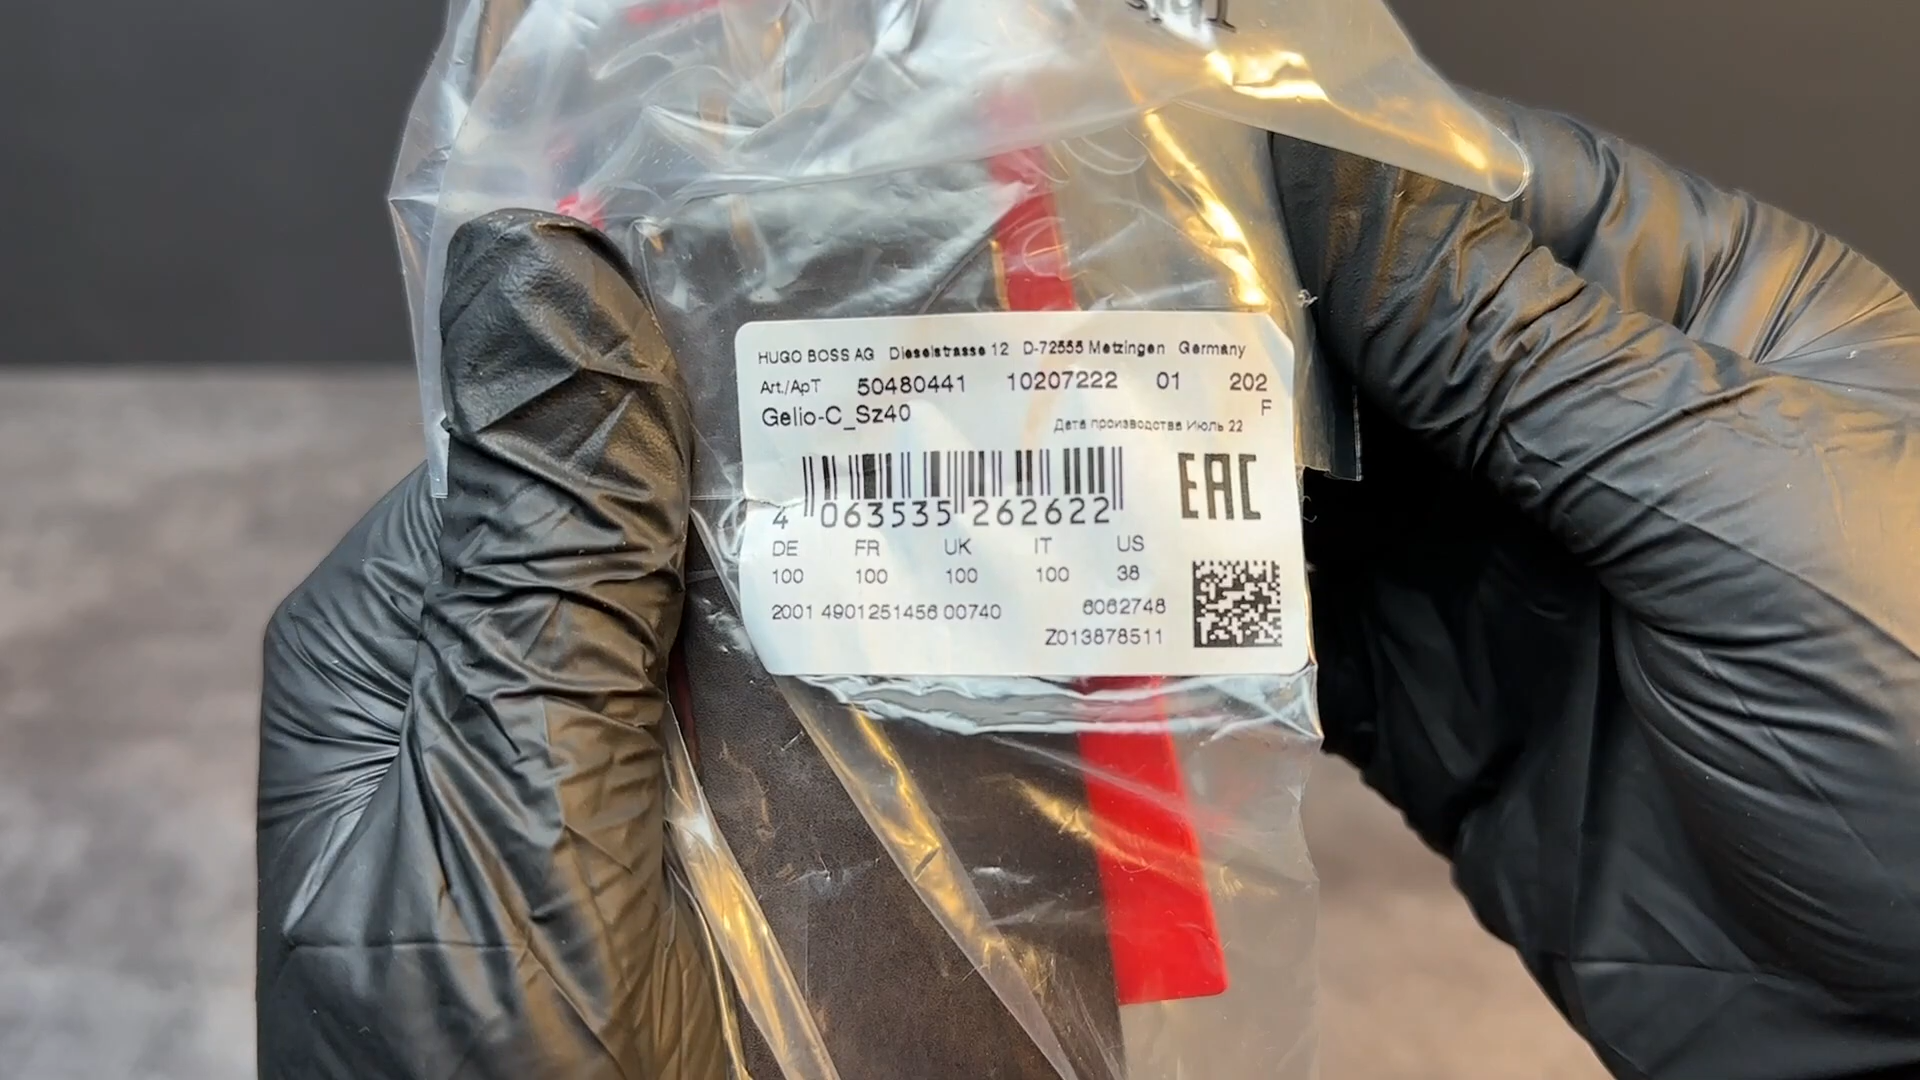 HUGO BOSS AG Dieselstrasse 12 D-72555 Metzingen Germany
Art./Арт 50480441 10207222 01 202
Gelio-C_Sz40 F
Дата производства Июль 22
EAC
4 063535 262622
DE FR UK IT US
100 100 100 100 38
2001 4901251456 00740 6062748
Z013878511